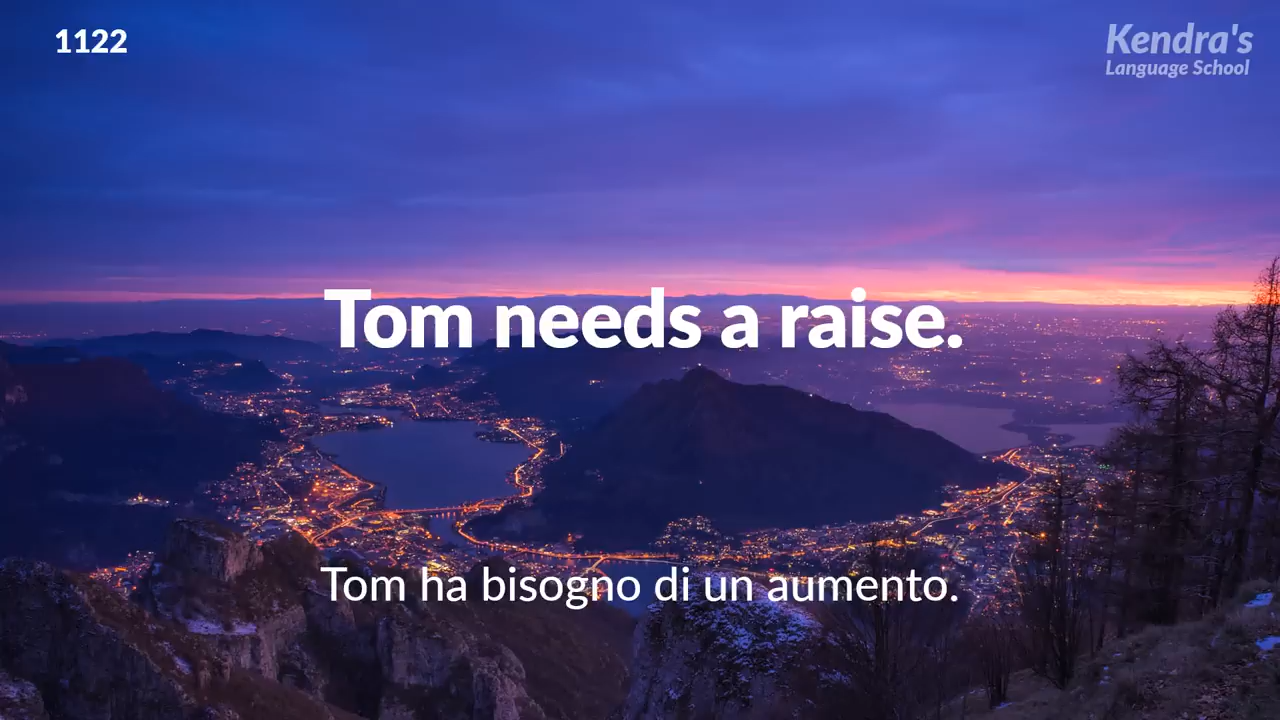 1122
Kendra's
Language School
Tom needs a raise.
Tom ha bisogno di un aumento.